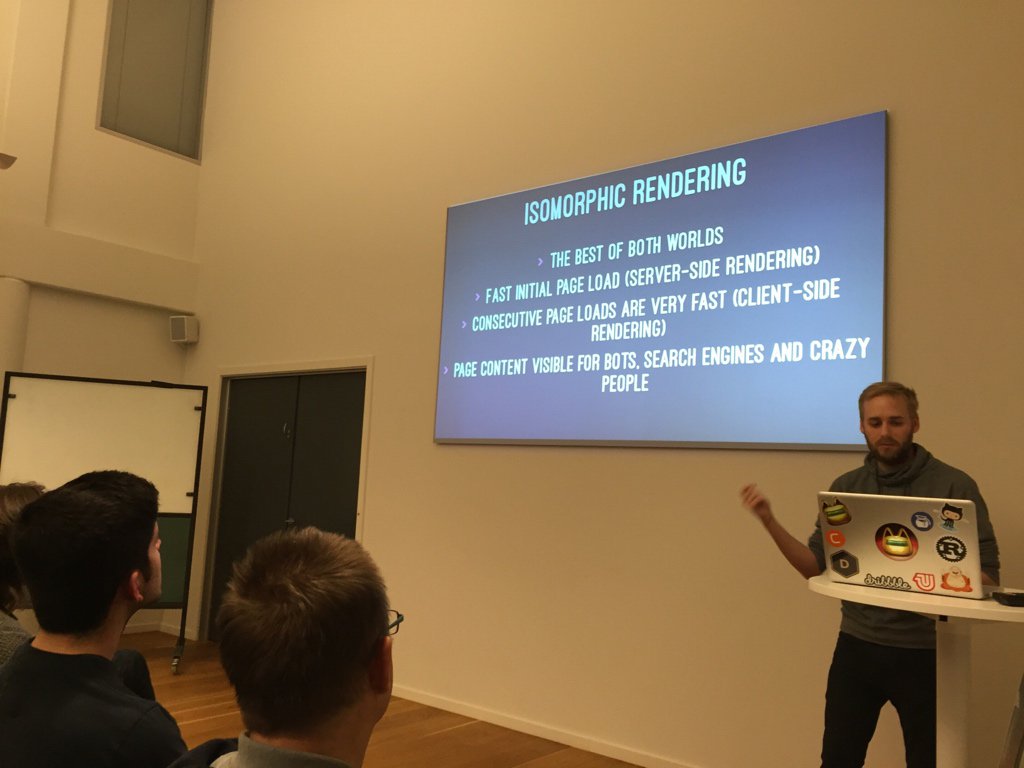 ISOMORPHIC RENDERING
› THE BEST OF BOTH WORLDS
› FAST INITIAL PAGE LOAD (SERVER-SIDE RENDERING)
› CONSECUTIVE PAGE LOADS ARE VERY FAST (CLIENT-SIDE
RENDERING)
› PAGE CONTENT VISIBLE FOR BOTS, SEARCH ENGINES AND CRAZY
PEOPLE
C
D
dribbble
R
U